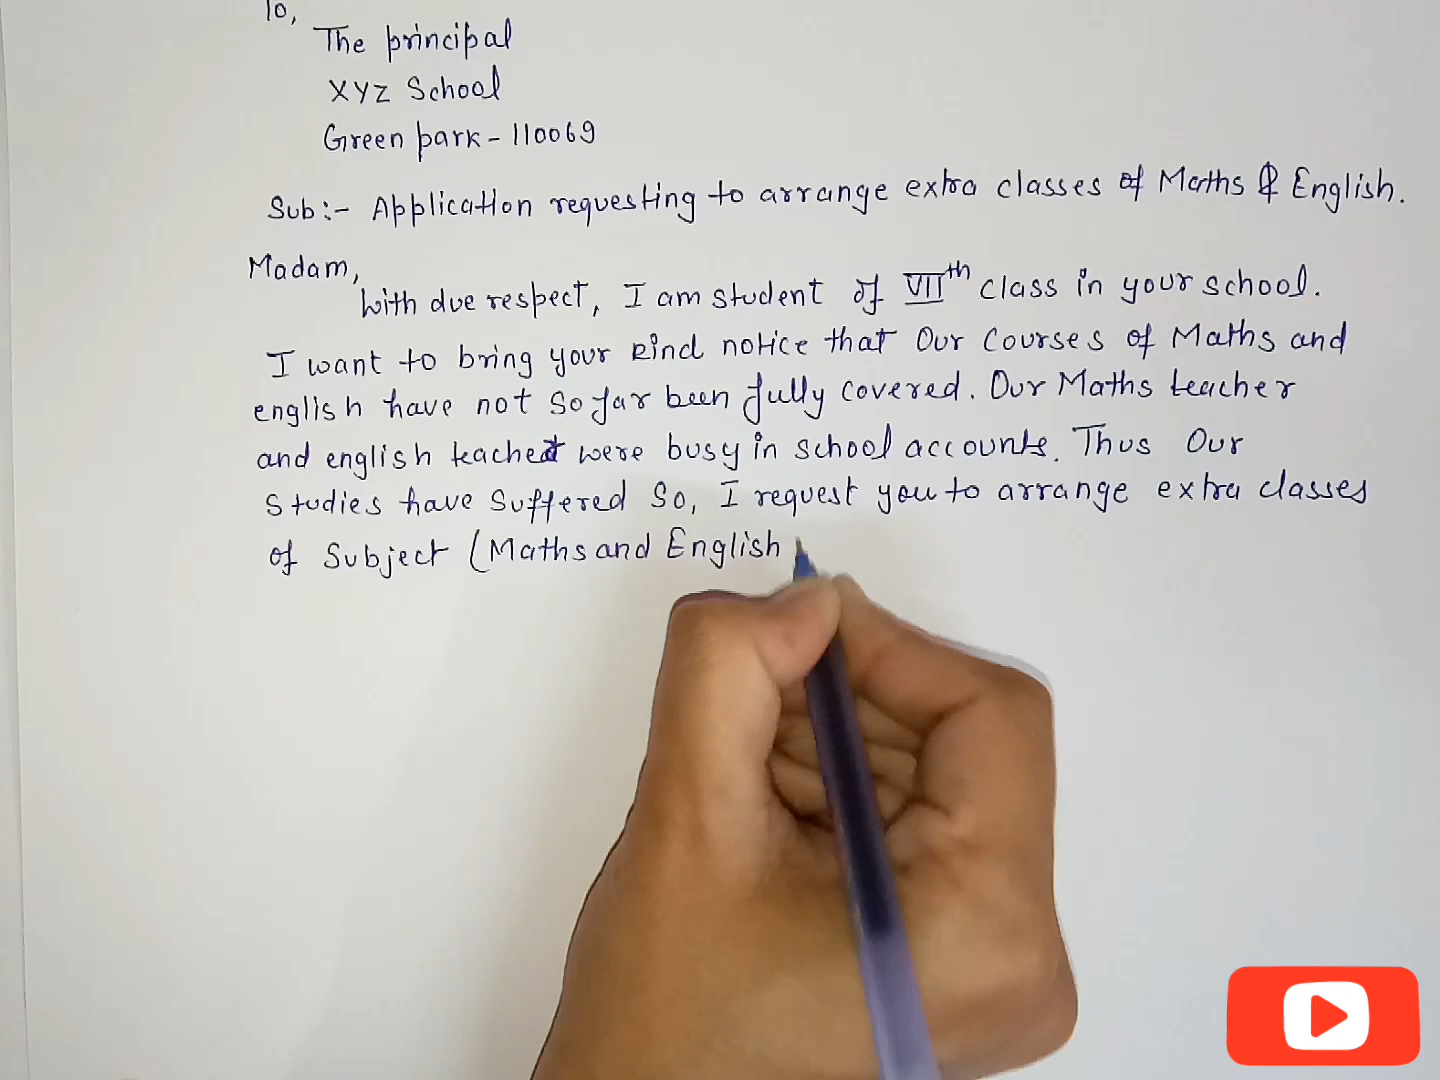 To,
The principal
XYZ School
Green park - 110069
Sub:- Application requesting to arrange extra classes of Maths & English.
Madam,
With due respect, I am student of VIIth class in your school.
I want to bring your kind notice that Our Courses of Maths and
english have not so far been fully covered. Our Maths teacher
and english teacher were busy in school accounts. Thus Our
Studies have Suffered So, I request you to arrange extra classes
of Subject (Maths and English